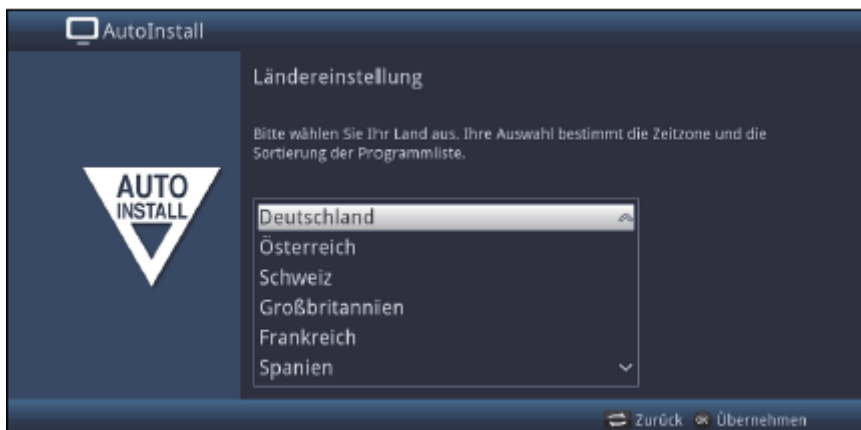 AutoInstall
Ländereinstellung
Bitte wählen Sie Ihr Land aus. Ihre Auswahl bestimmt die Zeitzone und die
Sortierung der Programmliste.
AUTO
INSTALL
Deutschland
Österreich
Schweiz
Großbritannien
Frankreich
Spanien
Zurück OK Übernehmen